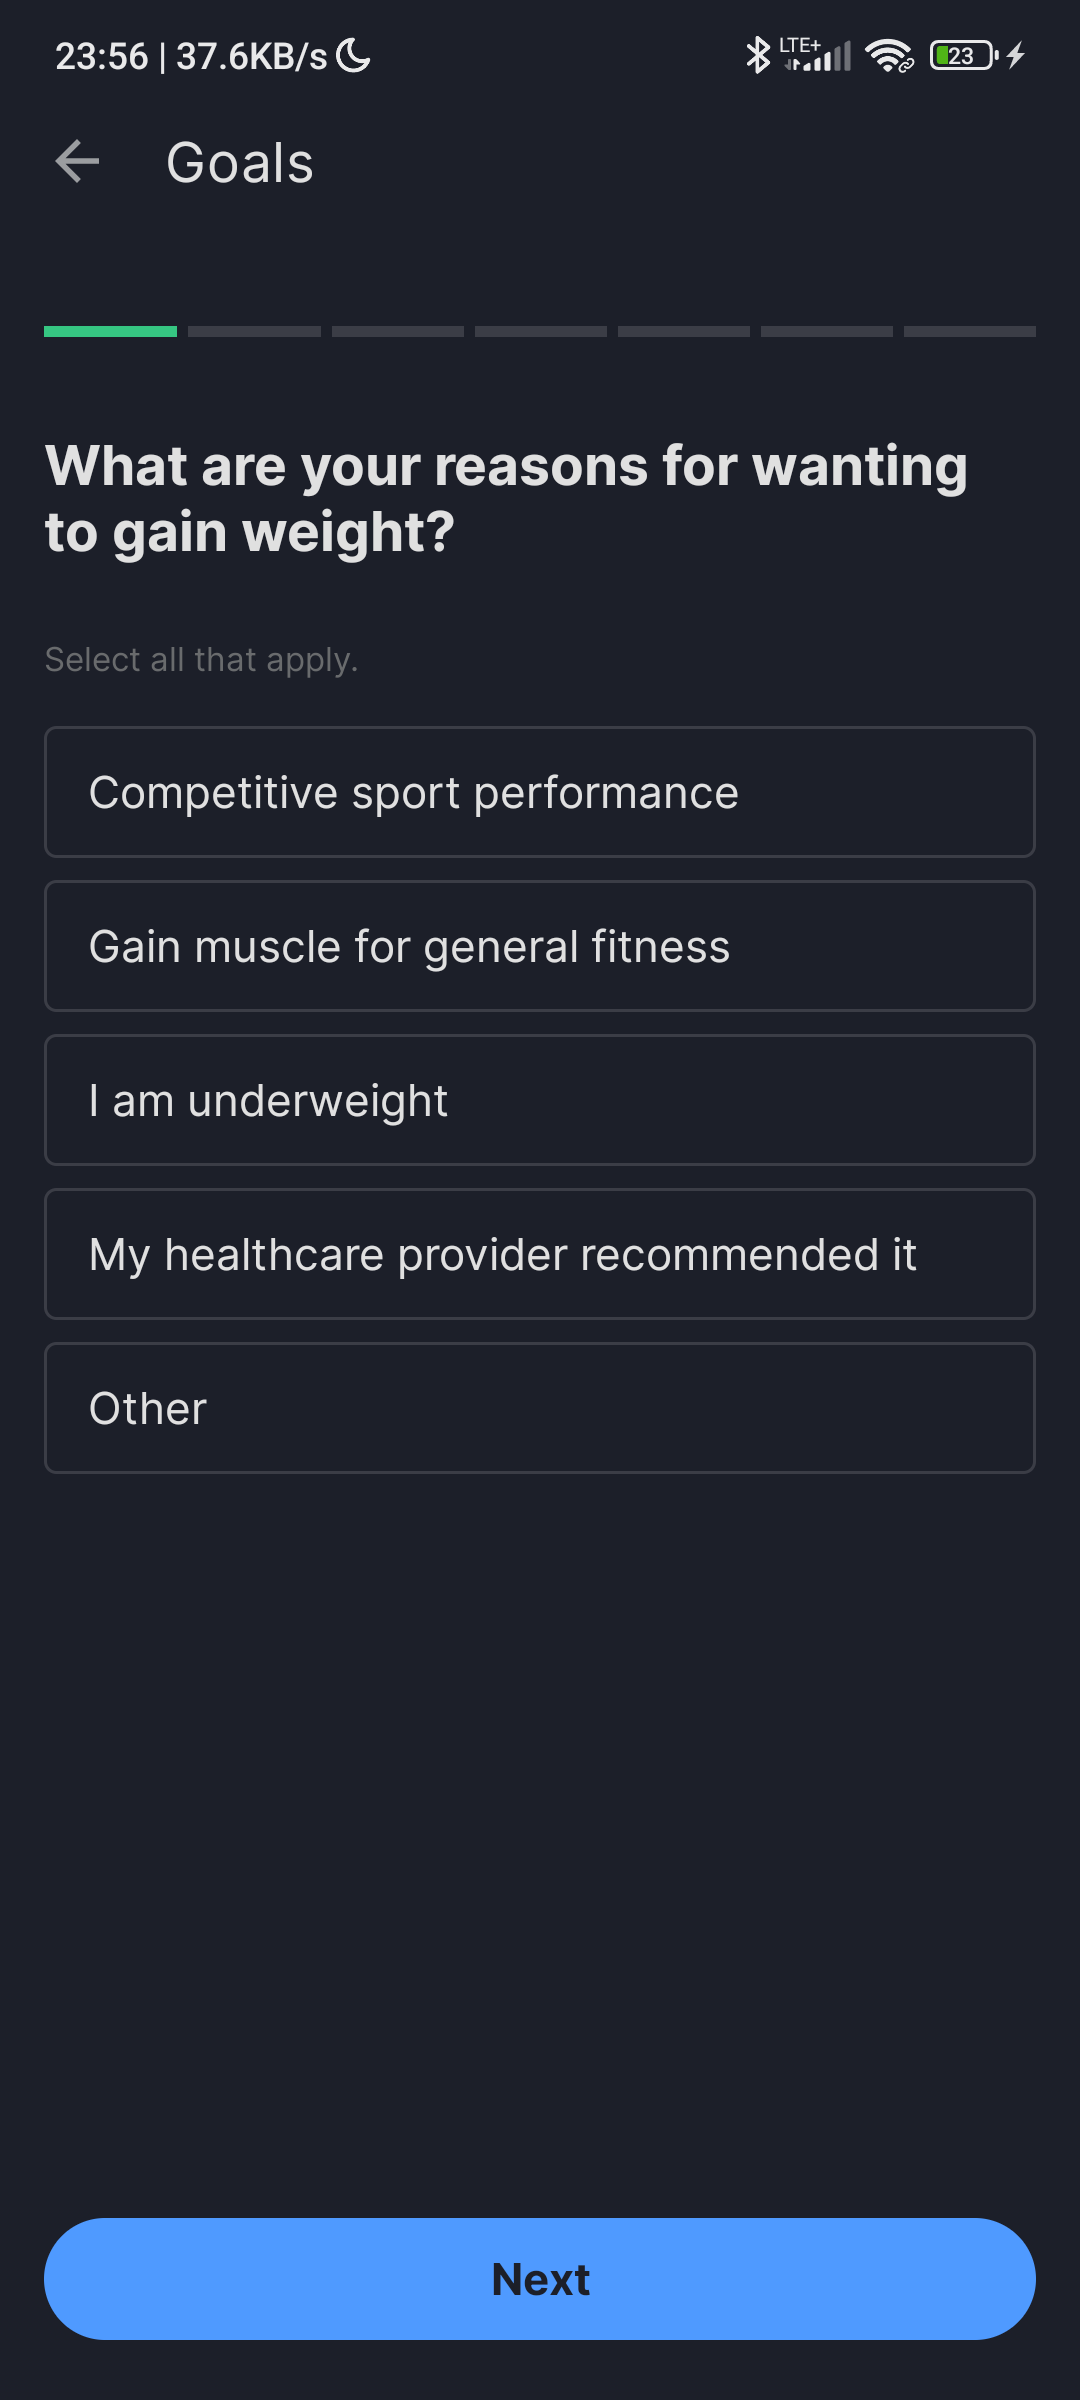 23:56 | 37.6KB/s
LTE+
23
Goals
What are your reasons for wanting
to gain weight?
Select all that apply.
Competitive sport performance
Gain muscle for general fitness
I am underweight
My healthcare provider recommended it
Other
Next